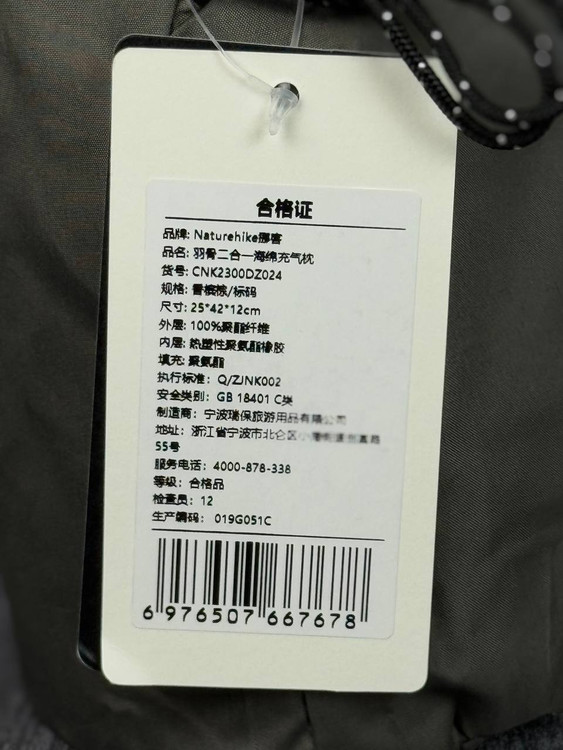 合格证
品牌: Naturehike挪客
品名: 羽骨二合一海绵充气枕
货号: CNK2300DZ024
规格: 香槟棕/标码
尺寸: 25*42*12cm
外层: 100%聚酯纤维
内层: 热塑性聚氨酯橡胶
填充: 聚氨酯
执行标准: Q/ZJNK002
安全类别: GB 18401 C类
制造商: 宁波瑞保旅游用品有限公司
地址: 浙江省宁波市北仑区小港街道
55号
服务电话: 4000-878-338
等级: 合格品
检查员: 12
生产编码: 019G051C
6 976507 667678